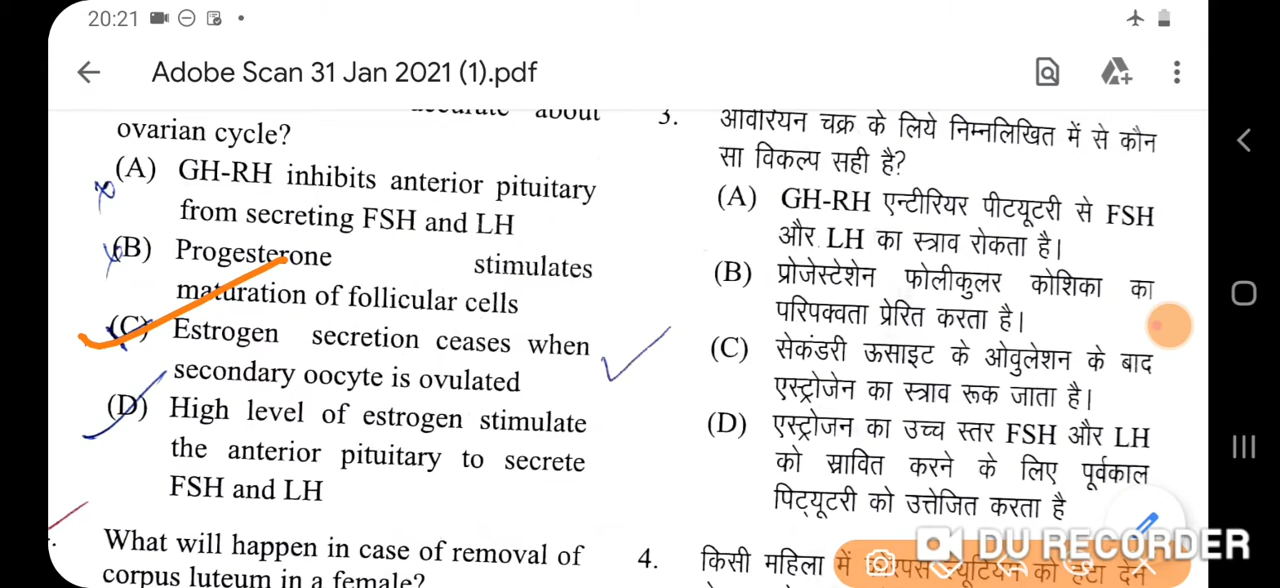 20:21
Adobe Scan 31 Jan 2021 (1).pdf
accurate about
ovarian cycle?
(A) GH-RH inhibits anterior pituitary
from secreting FSH and LH
(B) Progesterone stimulates
maturation of follicular cells
(C) Estrogen secretion ceases when
secondary oocyte is ovulated
(D) High level of estrogen stimulate
the anterior pituitary to secrete
FSH and LH
What will happen in case of removal of
corpus luteum in a female?
3. ओवेरियन चक्र के लिये निम्नलिखित में से कौन
सा विकल्प सही है?
(A) GH-RH एन्टीरियर पीटयूटरी से FSH
और LH का स्त्राव रोकता है।
(B) प्रोजेस्टेशेन फोलीकुलर कोशिका का
परिपक्वता प्रेरित करता है।
(C) सेकंडरी ऊसाइट के ओवुलेशन के बाद
एस्ट्रोजेन का स्त्राव रूक जाता है।
(D) एस्ट्रोजन का उच्च स्तर FSH और LH
को स्रावित करने के लिए पूर्वकाल
पिट्यूटरी को उत्तेजित करता है
4. किसी महिला में को हटा देने
DU RECORDER